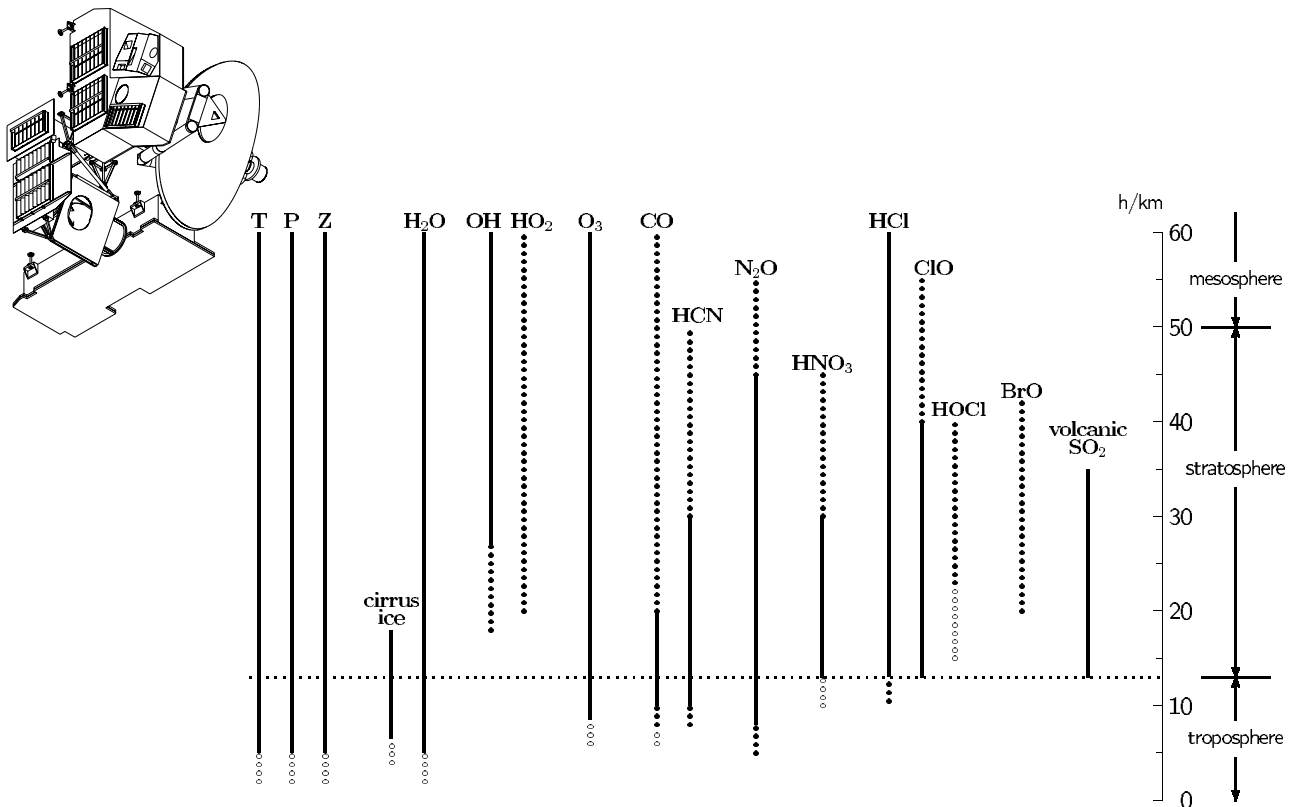 h/km
T P Z H₂O OH HO₂ O₃ CO HCl 60
N₂O ClO
mesosphere
HCN
50
HNO₃
BrO
HOCl
40
volcanic
SO₂
stratosphere
30
cirrus
ice
20
10
troposphere
0